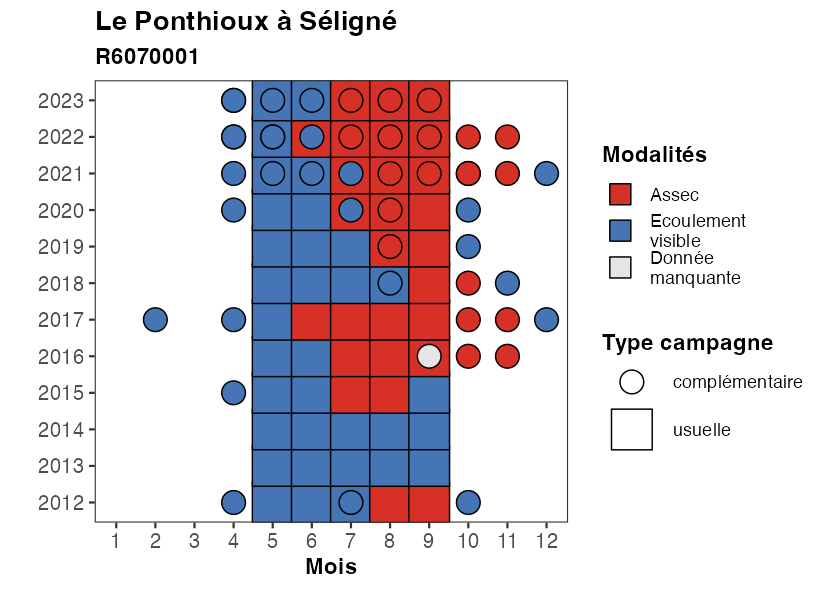 Le Ponthioux à Séligné
R6070001
2023
2022
2021
2020
2019
2018
2017
2016
2015
2014
2013
2012
1 2 3 4 5 6 7 8 9 10 11 12
Mois
Modalités
Assec
Ecoulement
visible
Donnée
manquante
Type campagne
complémentaire
usuelle